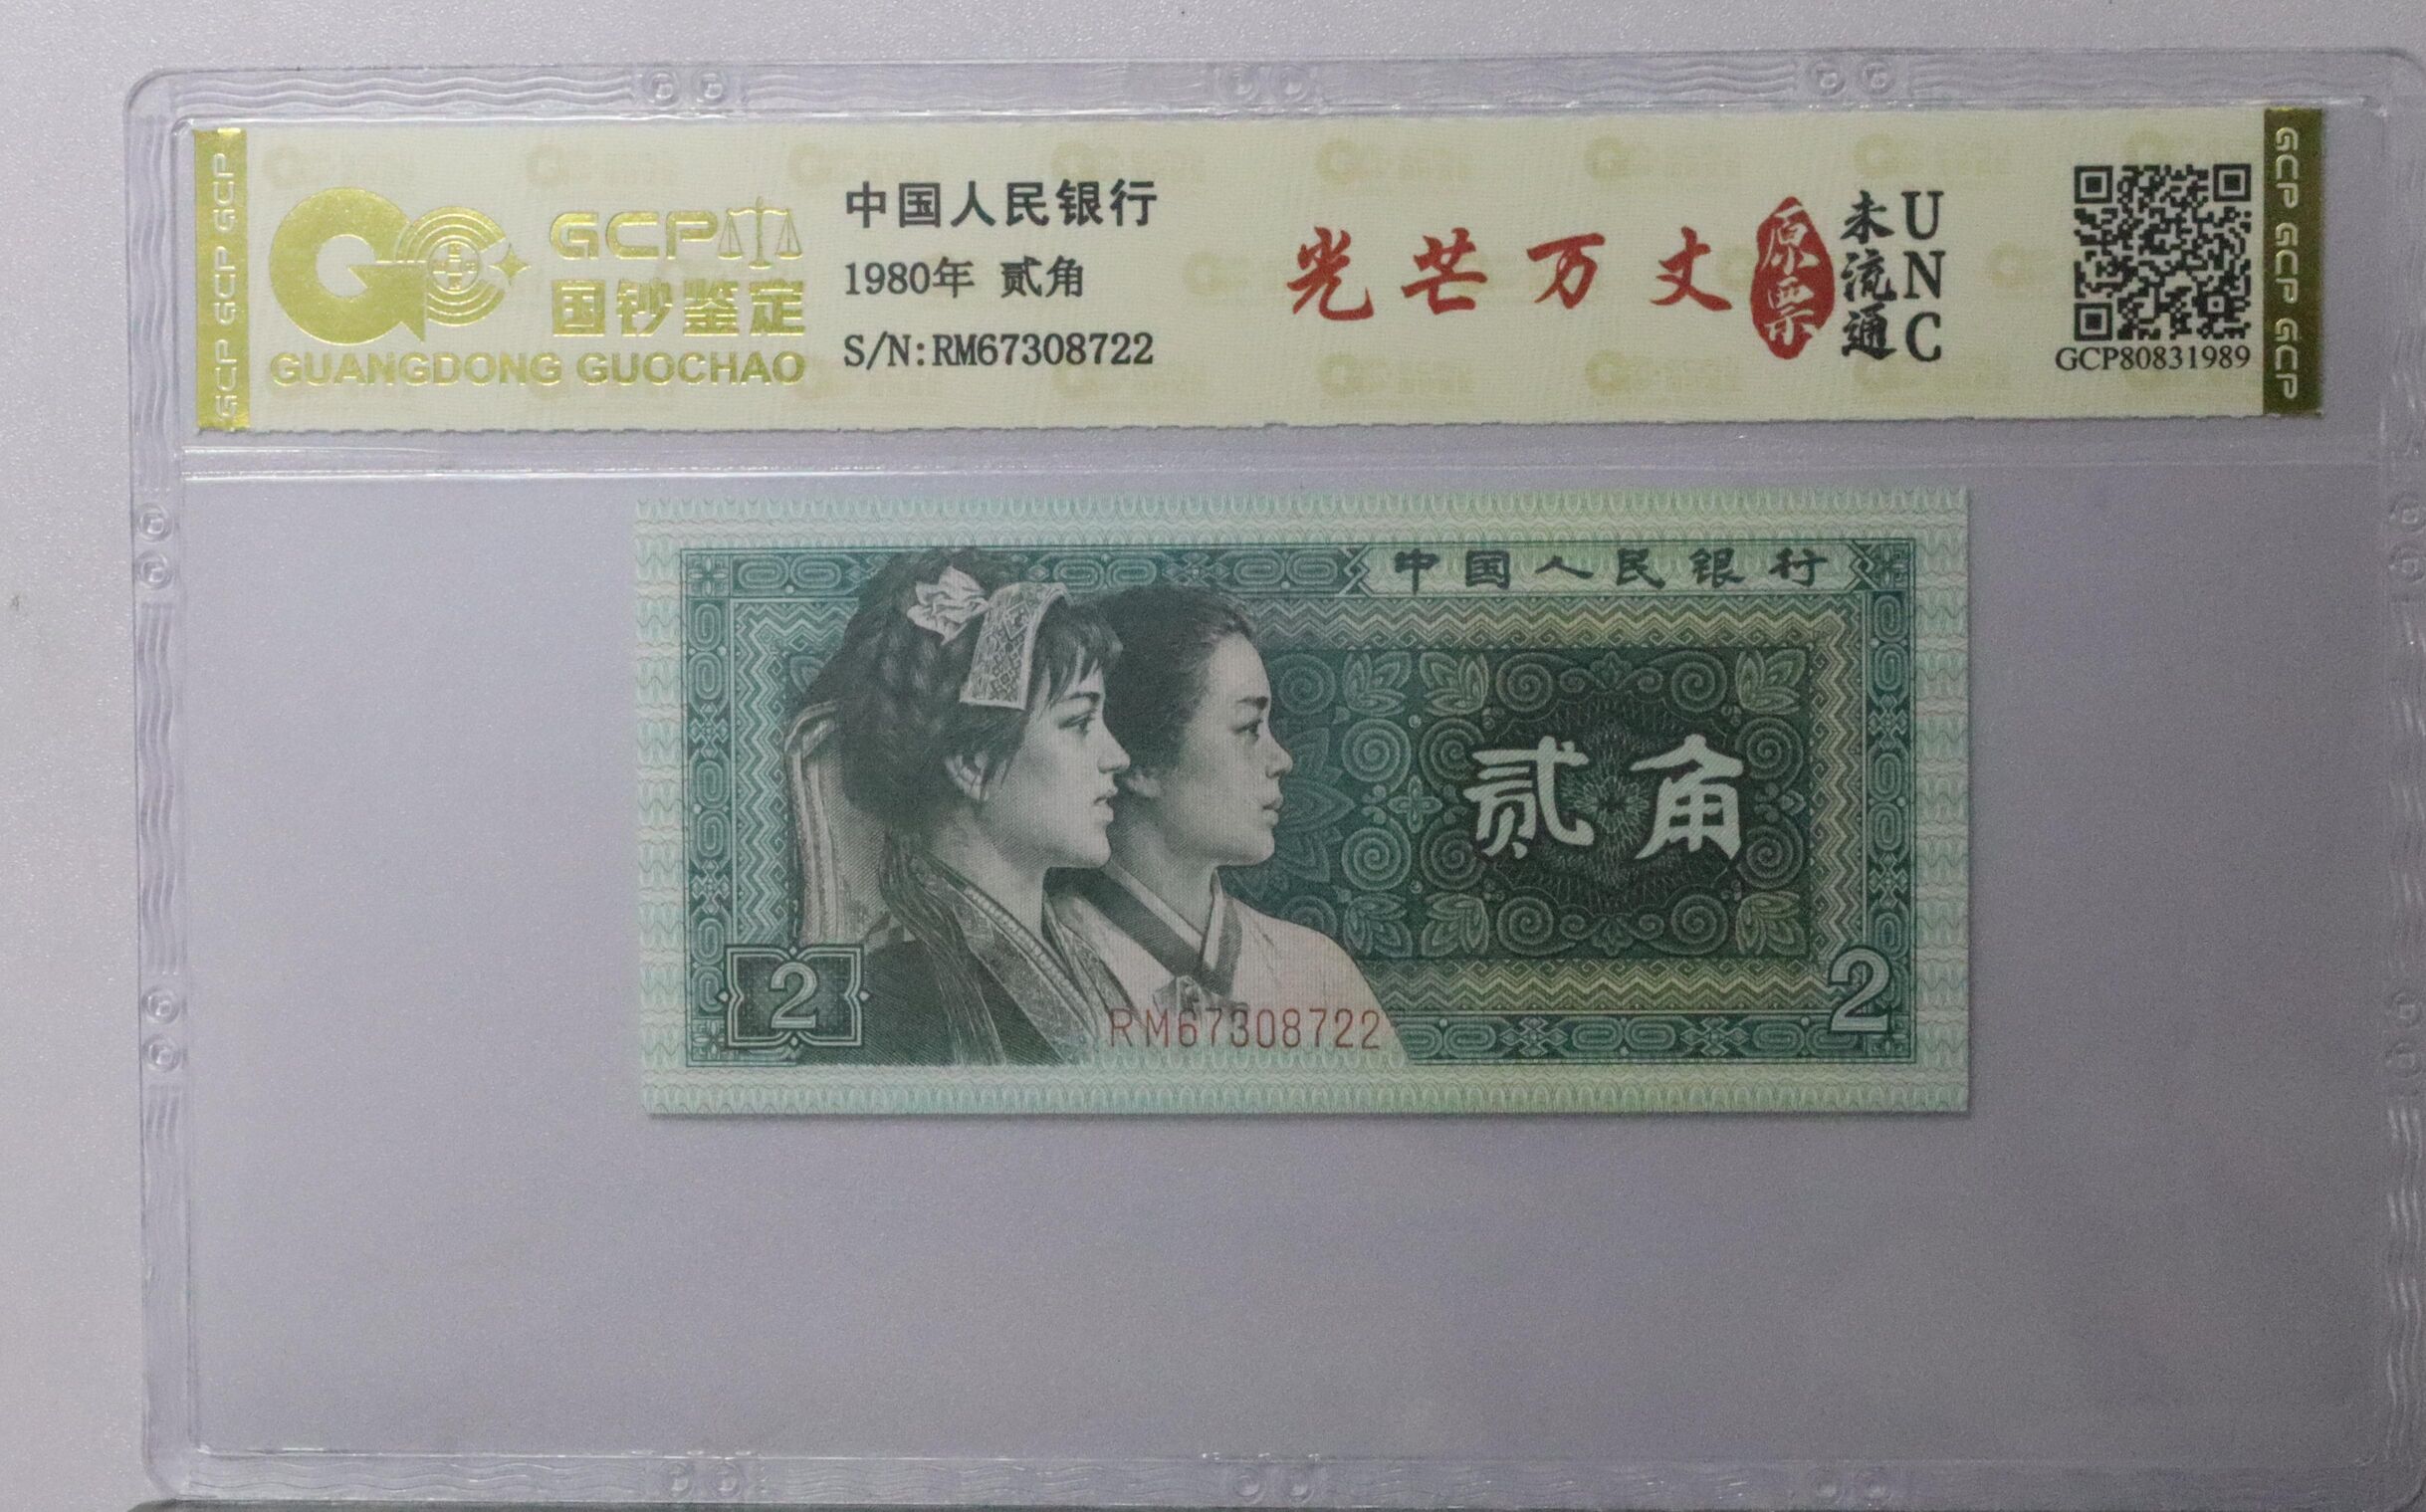 GCP GCP GCP
GCP
国钞鉴定
GUANGDONG GUOCHAO
中国人民银行
1980年 贰角
S/N:RM67308722
光芒万丈
原票
未流通
UNC
GCP80831989
GCP GCP GCP
中国人民银行
贰角
2
2
RM67308722